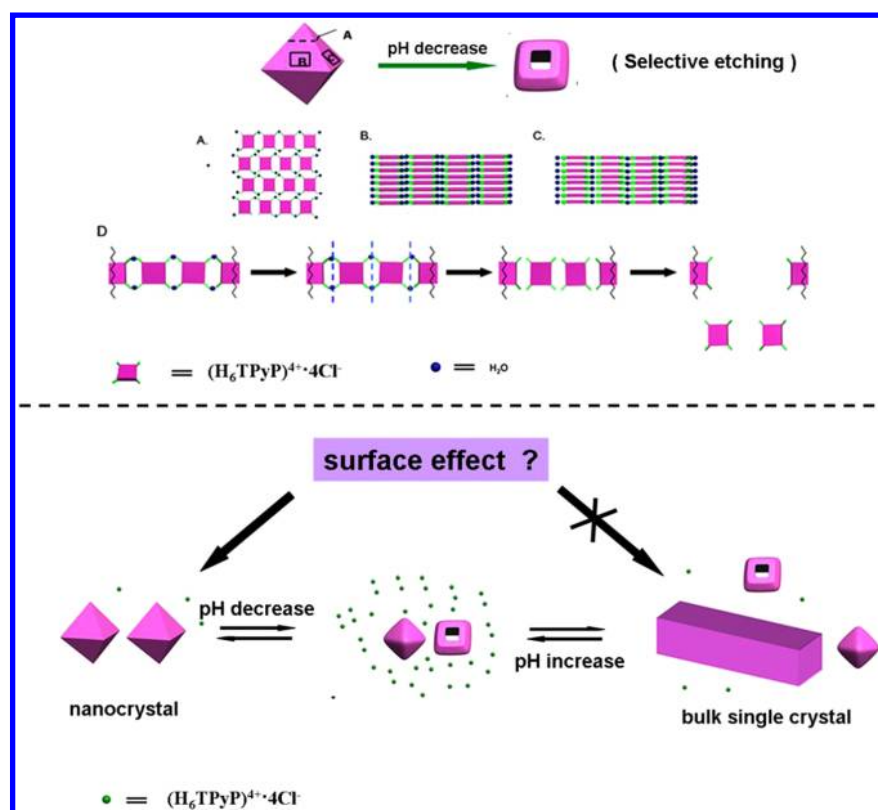 A
pH decrease
( Selective etching )
B
C
A.
B.
C.
D
= (H₆TPyP)⁴⁺·4Cl⁻
= H₂O
surface effect ?
pH decrease
pH increase
nanocrystal
bulk single crystal
= (H₆TPyP)⁴⁺·4Cl⁻